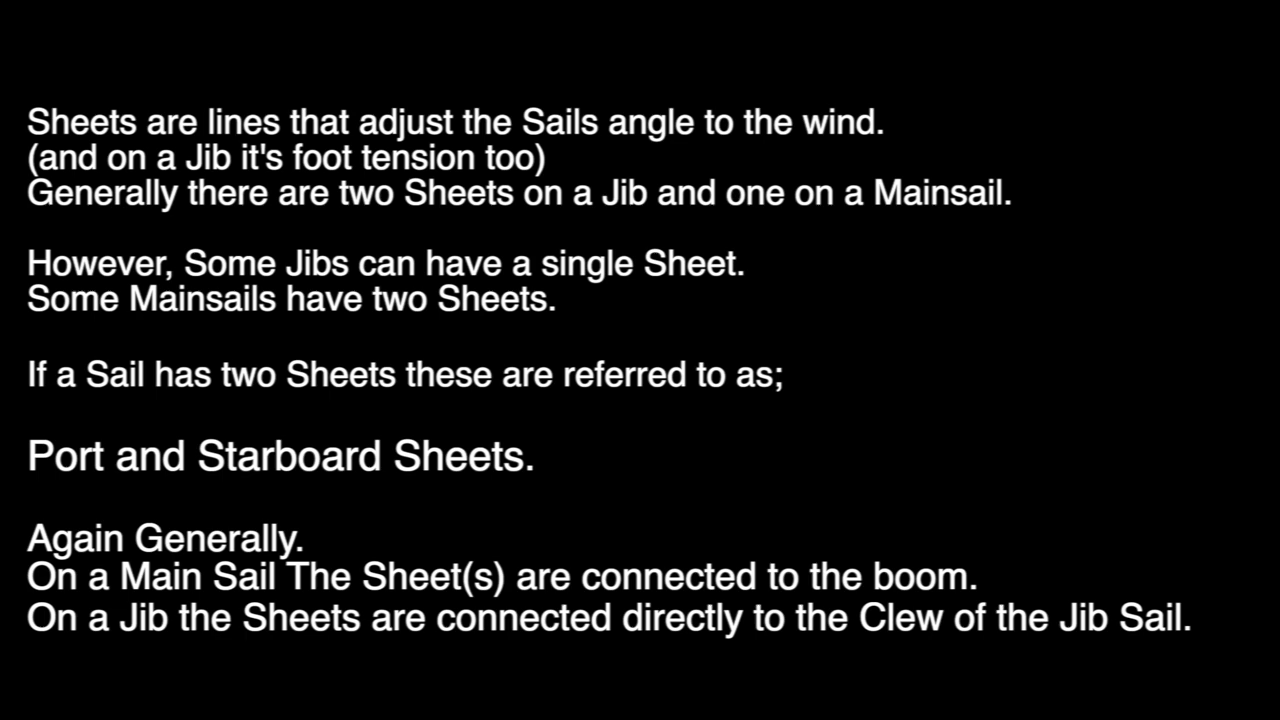 Sheets are lines that adjust the Sails angle to the wind.
(and on a Jib it's foot tension too)
Generally there are two Sheets on a Jib and one on a Mainsail.
However, Some Jibs can have a single Sheet.
Some Mainsails have two Sheets.
If a Sail has two Sheets these are referred to as;
Port and Starboard Sheets.
Again Generally.
On a Main Sail The Sheet(s) are connected to the boom.
On a Jib the Sheets are connected directly to the Clew of the Jib Sail.